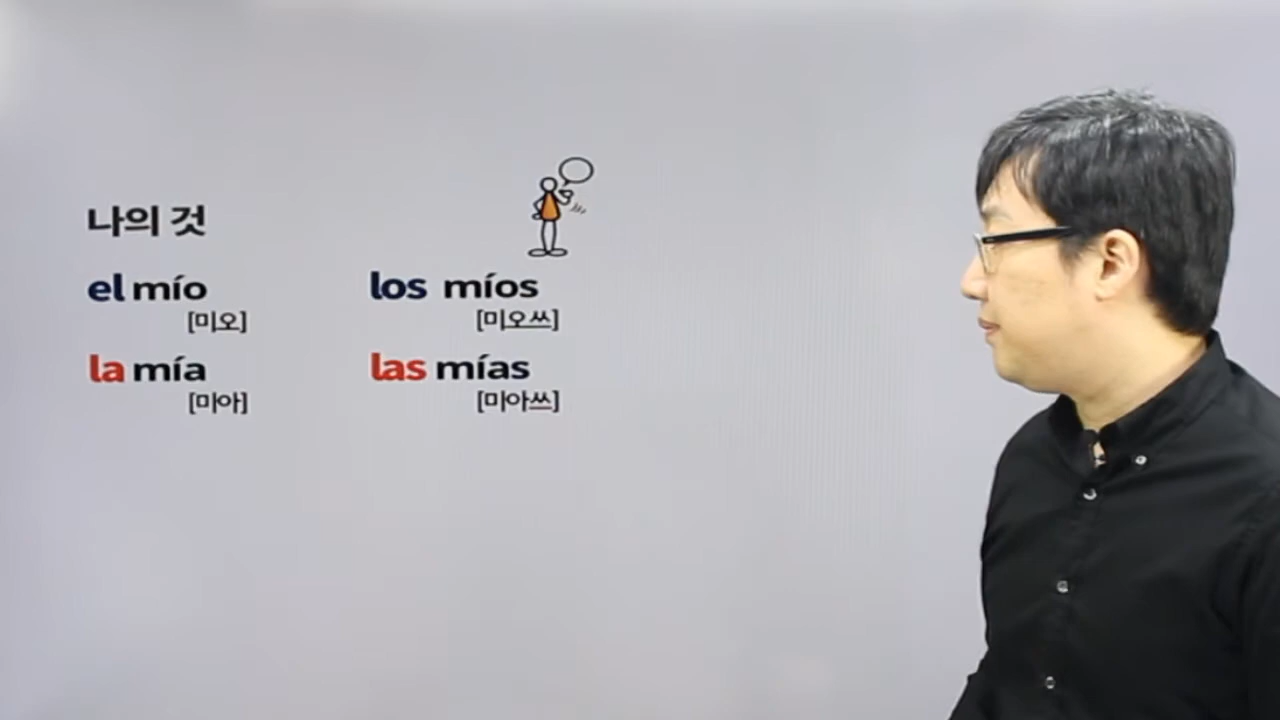 나의 것
el mío los míos
[미오] [미오쓰]
la mía las mías
[미아] [미아쓰]